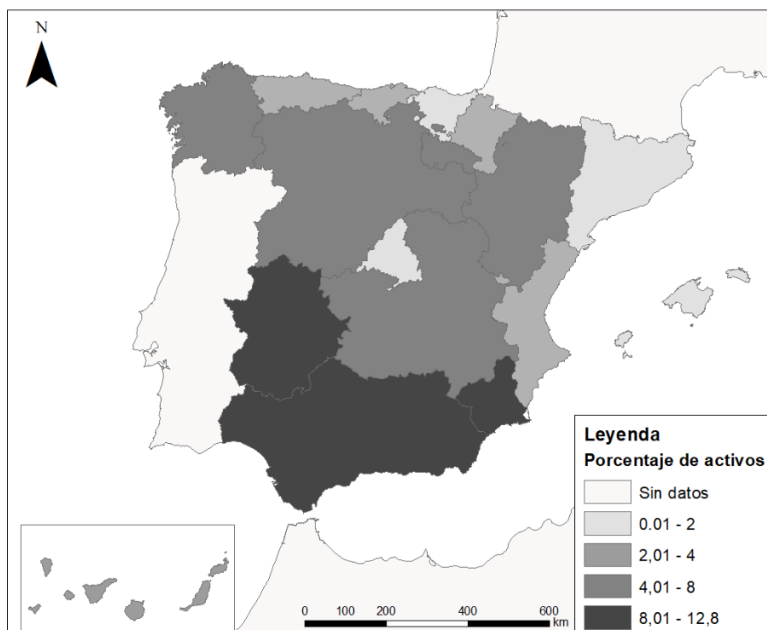 N
Leyenda
Porcentaje de activos
Sin datos
0.01 - 2
2,01 - 4
4,01 - 8
8,01 - 12,8
0 100 200 300 400 600
km